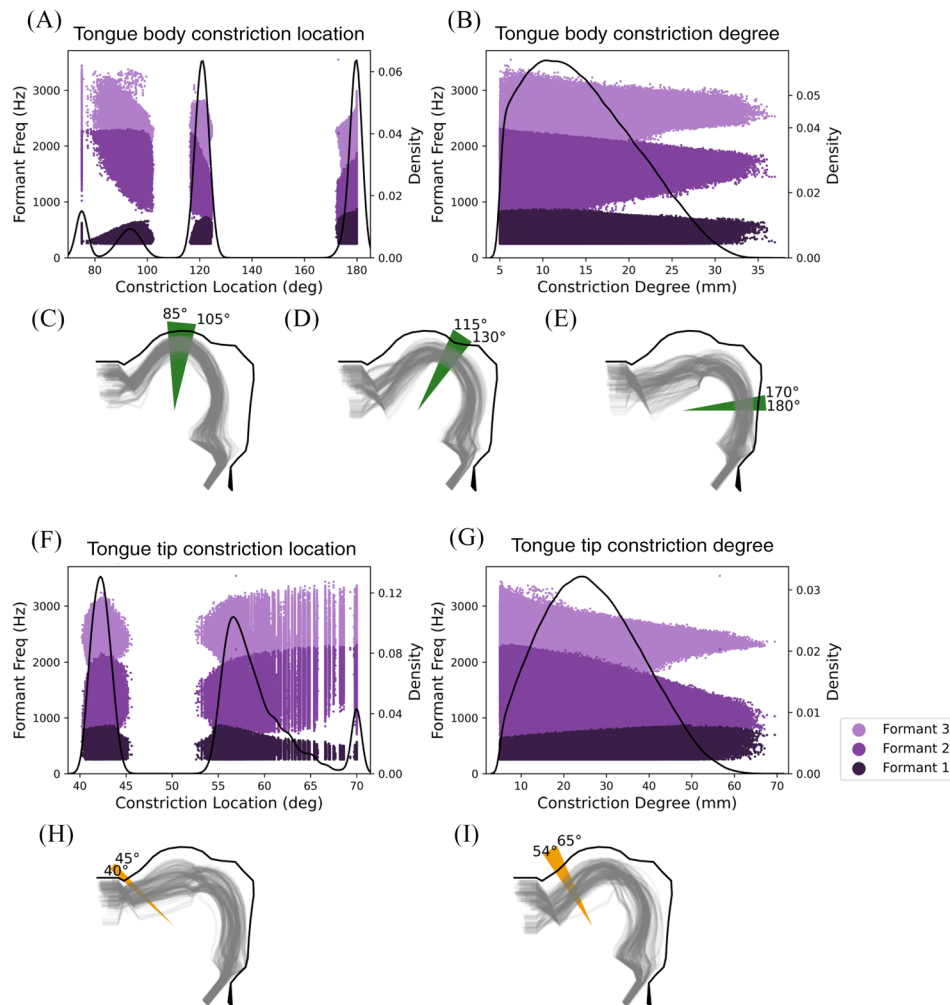 (A)
Tongue body constriction location
Formant Freq (Hz)
3000
2000
1000
0
0.06
0.04
0.02
0.00
Density
80 100 120 140 160 180
Constriction Location (deg)
(B)
Tongue body constriction degree
Formant Freq (Hz)
3000
2000
1000
0
0.05
0.04
0.02
0.01
0.00
Density
5 10 15 20 25 30 35
Constriction Degree (mm)
(C)
85°
105°
(D)
115°
130°
(E)
170°
180°
(F)
Tongue tip constriction location
Formant Freq (Hz)
3000
2000
1000
0
0.12
0.08
0.04
0.00
Density
40 45 50 55 60 65 70
Constriction Location (deg)
(G)
Tongue tip constriction degree
Formant Freq (Hz)
3000
2000
1000
0
0.03
0.02
0.01
0.00
Density
10 20 30 40 50 60 70
Constriction Degree (mm)
Formant 3
Formant 2
Formant 1
(H)
45°
40°
(I)
65°
54°